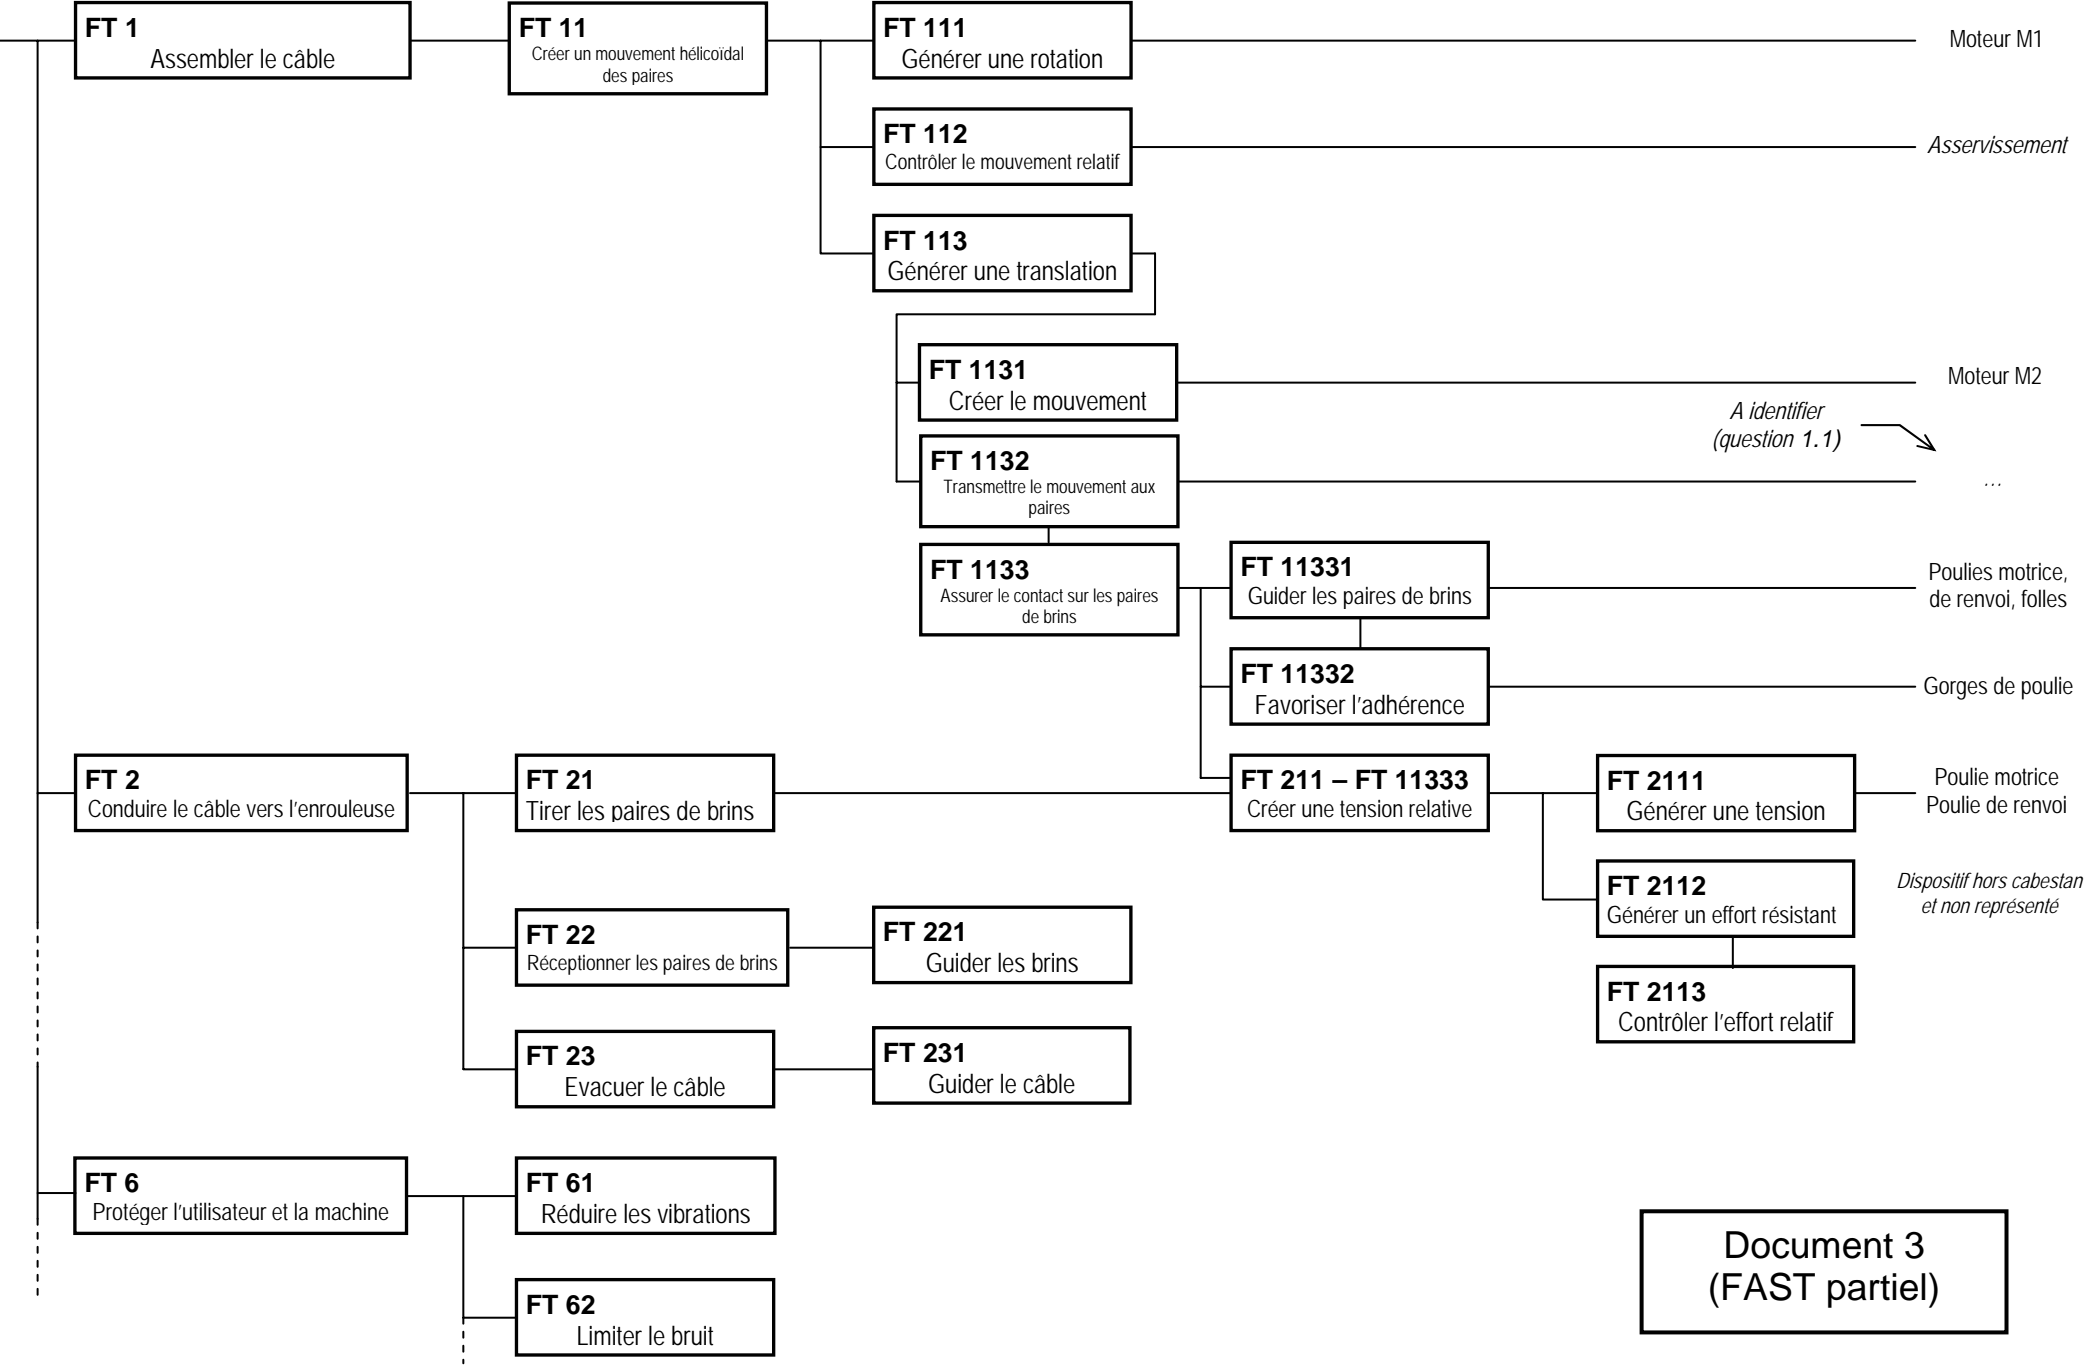 FT 1
Assembler le câble
FT 11
Créer un mouvement hélicoïdal
des paires
FT 111
Générer une rotation
Moteur M1
FT 112
Contrôler le mouvement relatif
Asservissement
FT 113
Générer une translation
FT 1131
Créer le mouvement
Moteur M2
A identifier
(question 1.1)
FT 1132
Transmettre le mouvement aux
paires
…
FT 1133
Assurer le contact sur les paires
de brins
FT 11331
Guider les paires de brins
Poulies motrice,
de renvoi, folles
FT 11332
Favoriser l'adhérence
Gorges de poulie
FT 2
Conduire le câble vers l'enrouleuse
FT 21
Tirer les paires de brins
FT 211 – FT 11333
Créer une tension relative
FT 2111
Générer une tension
Poulie motrice
Poulie de renvoi
FT 2112
Générer un effort résistant
Dispositif hors cabestan
et non représenté
FT 22
Réceptionner les paires de brins
FT 221
Guider les brins
FT 2113
Contrôler l'effort relatif
FT 23
Evacuer le câble
FT 231
Guider le câble
FT 6
Protéger l'utilisateur et la machine
FT 61
Réduire les vibrations
FT 62
Limiter le bruit
Document 3
(FAST partiel)